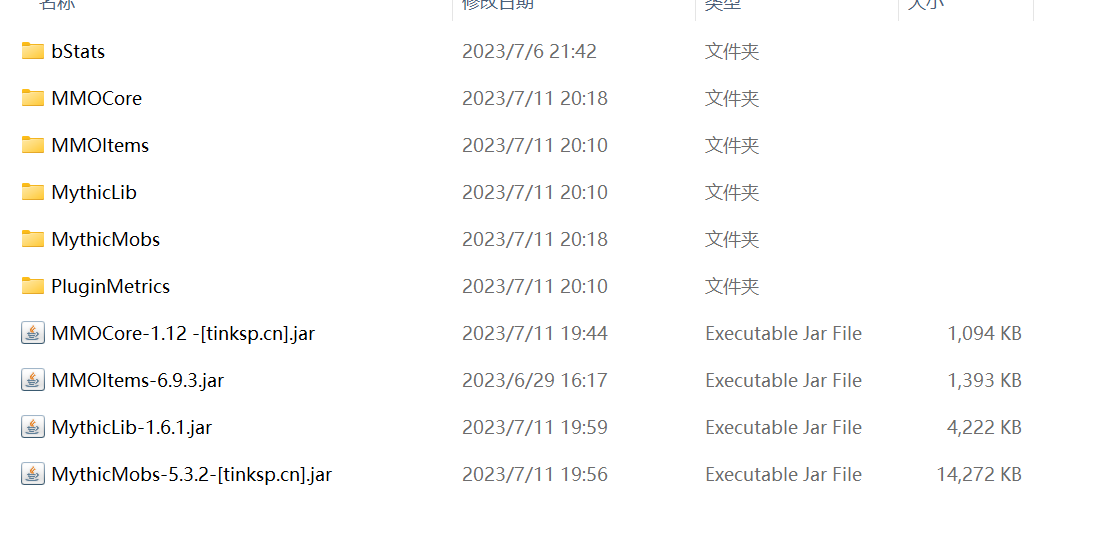 名称 修改日期 类型 大小
bStats 2023/7/6 21:42 文件夹
MMOCore 2023/7/11 20:18 文件夹
MMOItems 2023/7/11 20:10 文件夹
MythicLib 2023/7/11 20:10 文件夹
MythicMobs 2023/7/11 20:18 文件夹
PluginMetrics 2023/7/11 20:10 文件夹
MMOCore-1.12 -[tinksp.cn].jar 2023/7/11 19:44 Executable Jar File 1,094 KB
MMOItems-6.9.3.jar 2023/6/29 16:17 Executable Jar File 1,393 KB
MythicLib-1.6.1.jar 2023/7/11 19:59 Executable Jar File 4,222 KB
MythicMobs-5.3.2-[tinksp.cn].jar 2023/7/11 19:56 Executable Jar File 14,272 KB